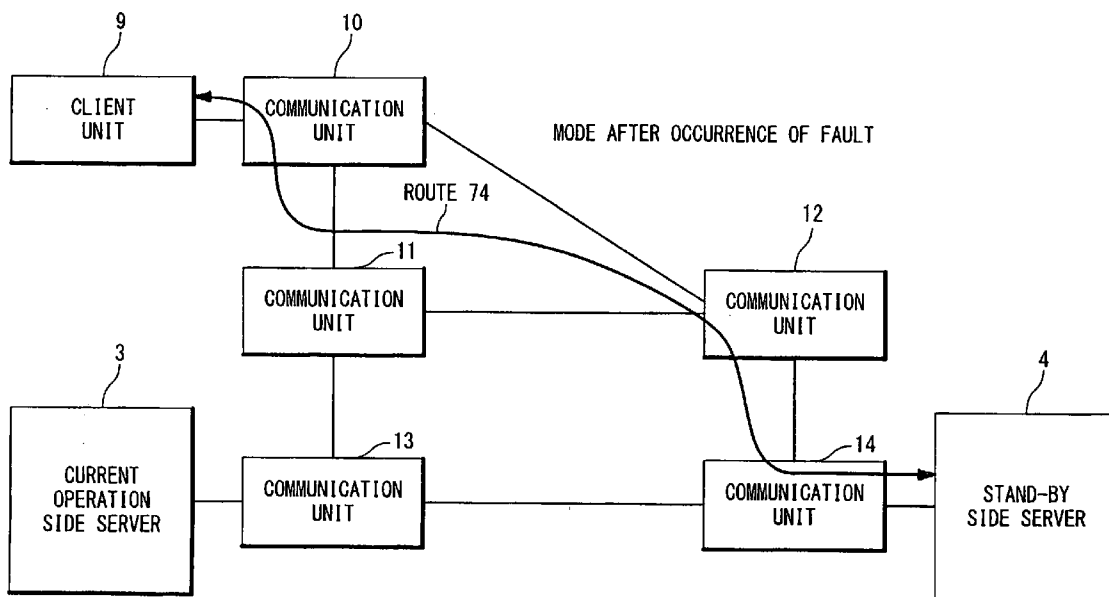 9
10
CLIENT
UNIT
COMMUNICATION
UNIT
MODE AFTER OCCURRENCE OF FAULT
ROUTE 74
12
11
COMMUNICATION
UNIT
COMMUNICATION
UNIT
3
4
13
14
CURRENT
OPERATION
SIDE SERVER
COMMUNICATION
UNIT
COMMUNICATION
UNIT
STAND-BY
SIDE SERVER